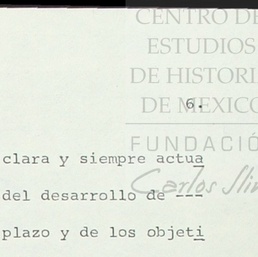 CENTRO DE
ESTUDIOS
DE HISTORI
DE MEXICO
6.
FUNDACIÓ
Carlos Slim
clara y siempre actua
del desarrollo de ---
plazo y de los objeti